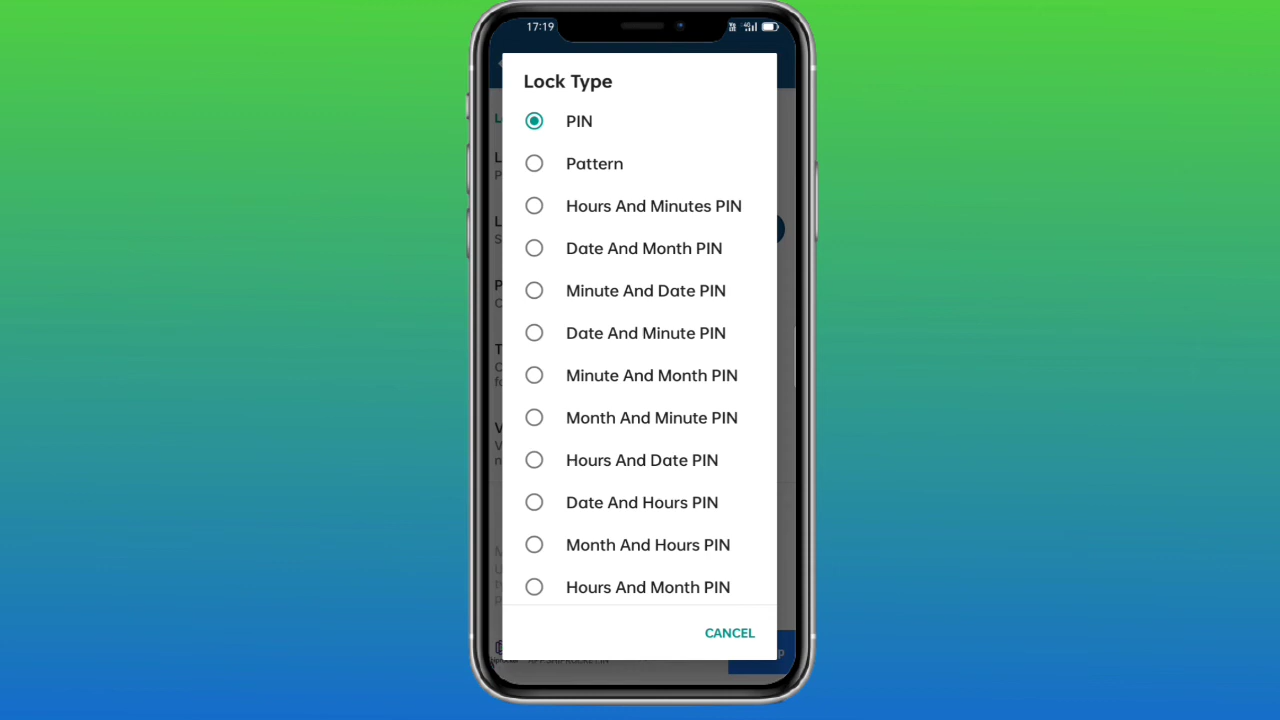 17:19
4G
Lock Type
PIN
Pattern
Hours And Minutes PIN
Date And Month PIN
Minute And Date PIN
Date And Minute PIN
Minute And Month PIN
Month And Minute PIN
Hours And Date PIN
Date And Hours PIN
Month And Hours PIN
Hours And Month PIN
CANCEL